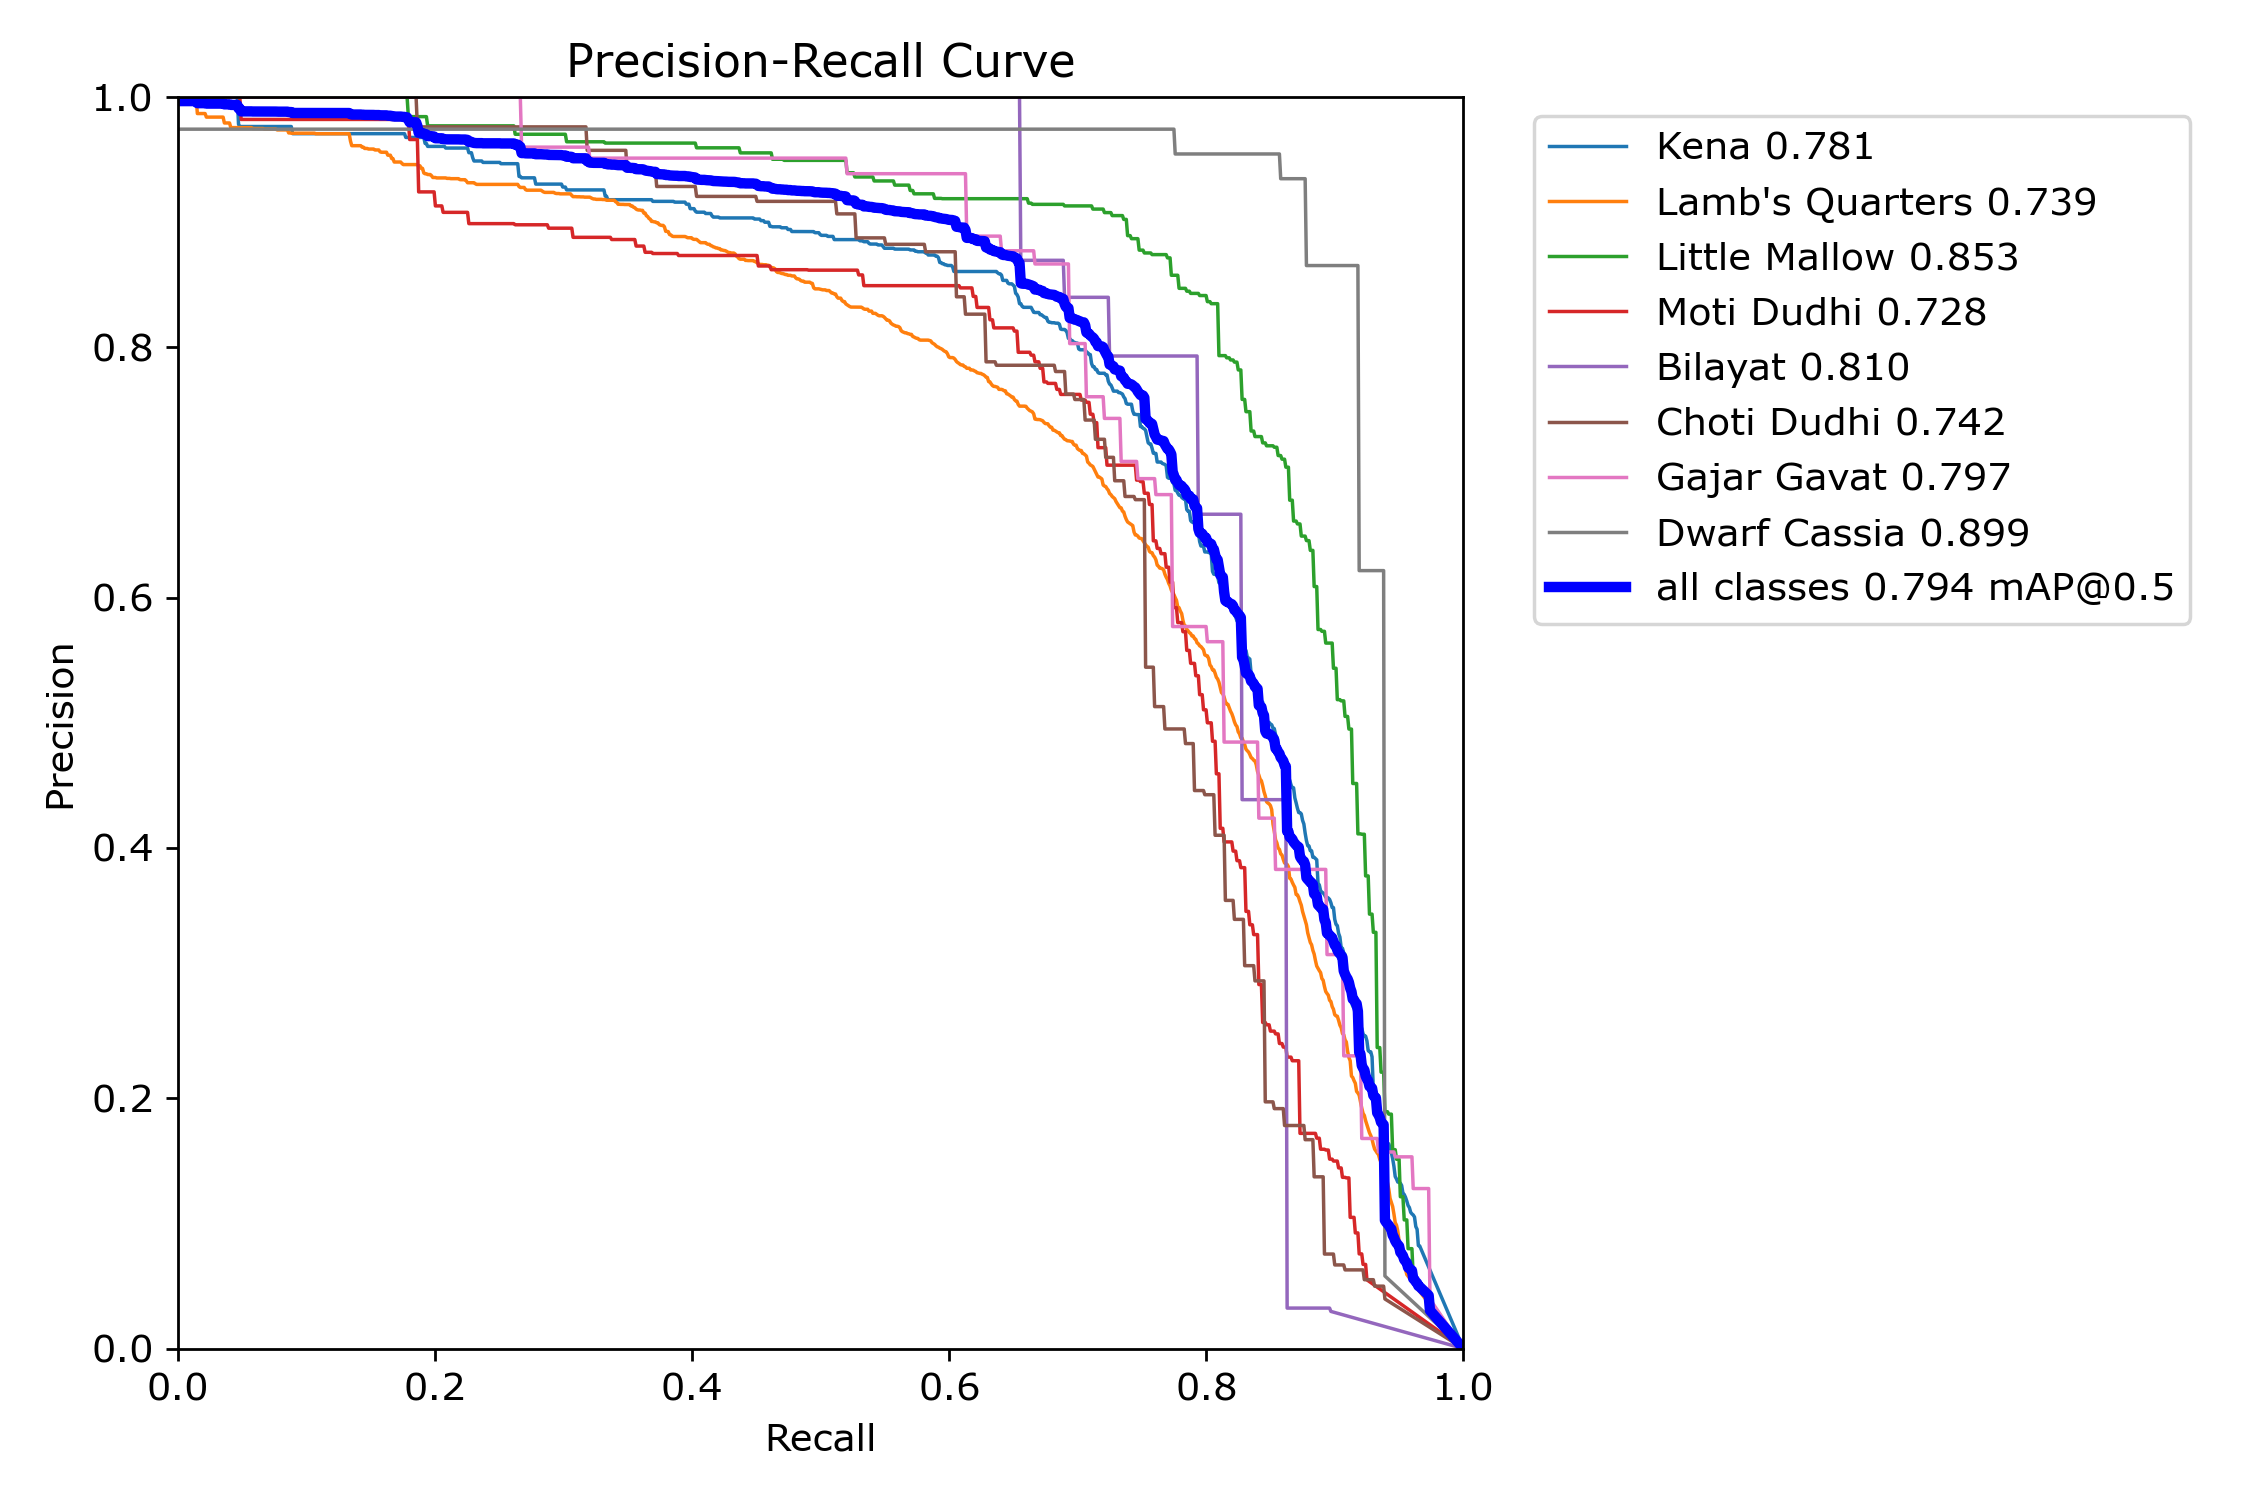 Precision-Recall Curve
1.0
0.8
0.6
0.4
0.2
0.0
Precision
0.0 0.2 0.4 0.6 0.8 1.0
Recall
Kena 0.781
Lamb's Quarters 0.739
Little Mallow 0.853
Moti Dudhi 0.728
Bilayat 0.810
Choti Dudhi 0.742
Gajar Gavat 0.797
Dwarf Cassia 0.899
all classes 0.794 mAP@0.5